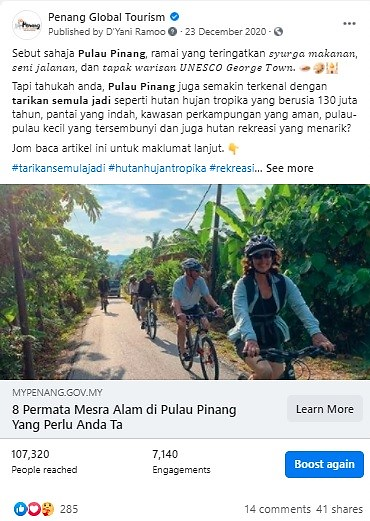 Penang Global Tourism
Published by D'Yani Ramoo · 23 December 2020 ·
Sebut sahaja Pulau Pinang, ramai yang teringatkan syurga makanan,
seni jalanan, dan tapak warisan UNESCO George Town.
Tapi tahukah anda, Pulau Pinang juga semakin terkenal dengan
tarikan semula jadi seperti hutan hujan tropika yang berusia 130 juta
tahun, pantai yang indah, kawasan perkampungan yang aman, pulau-
pulau kecil yang tersembunyi dan juga hutan rekreasi yang menarik?
Jom baca artikel ini untuk maklumat lanjut. 👇
#tarikansemulajadi #hutanhujantropika #rekreasi... See more
MYPENANG.GOV.MY
8 Permata Mesra Alam di Pulau Pinang
Yang Perlu Anda Ta
Learn More
107,320
People reached
7,140
Engagements
Boost again
285
14 comments 41 shares